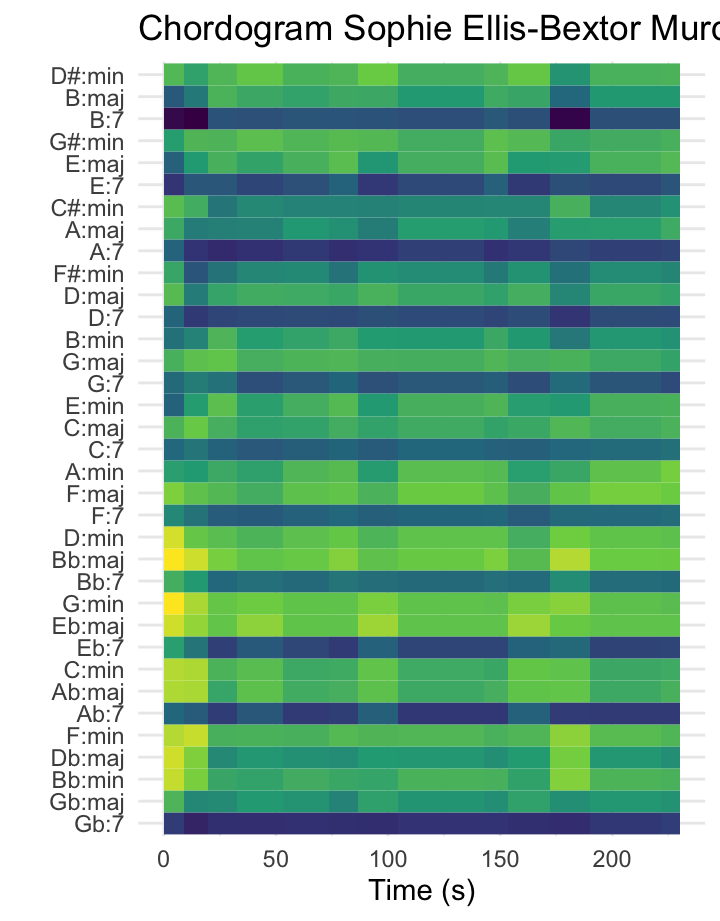 Chordogram Sophie Ellis-Bextor
D#:min
B:maj
B:7
G#:min
E:maj
E:7
C#:min
A:maj
A:7
F#:min
D:maj
D:7
B:min
G:maj
G:7
E:min
C:maj
C:7
A:min
F:maj
F:7
D:min
Bb:maj
Bb:7
G:min
Eb:maj
Eb:7
C:min
Ab:maj
Ab:7
F:min
Db:maj
Bb:min
Gb:maj
Gb:7
0 50 100 150 200
Time (s)